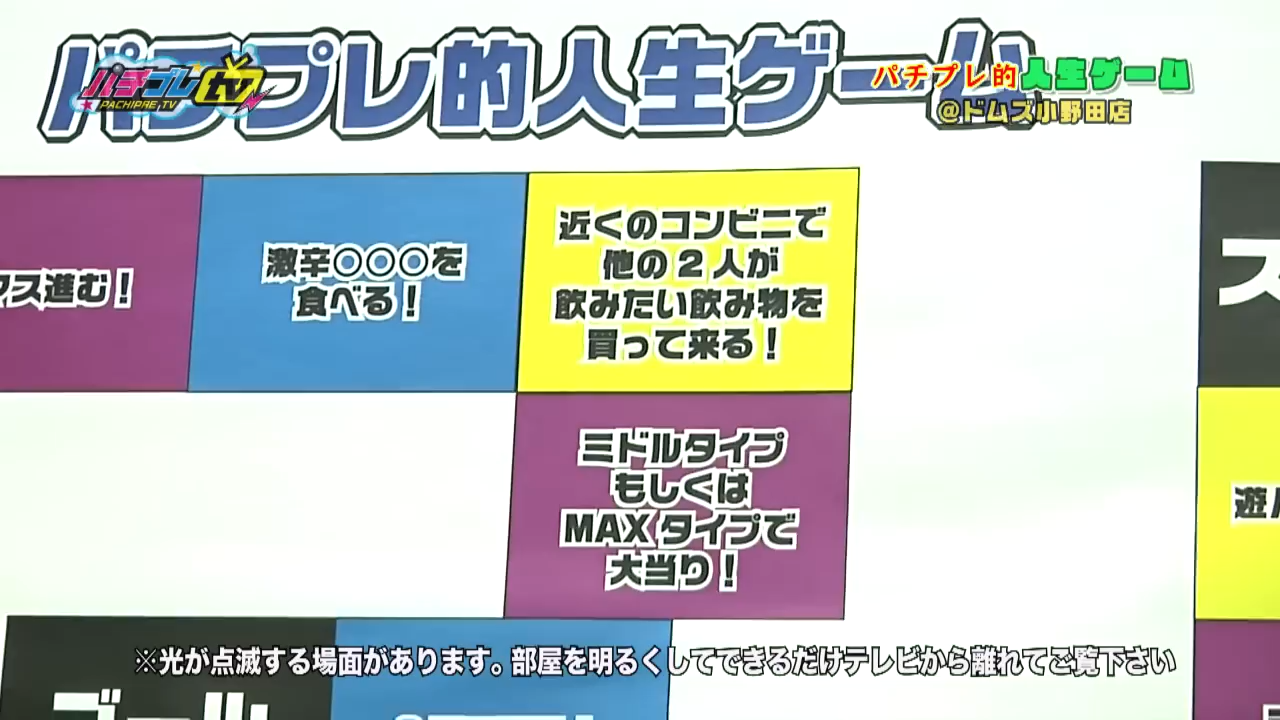 パチプレ的人生ゲーム
パチプレTV
PACHIPRE TV
パチプレ的人生ゲーム
@ドムズ小野田店
マス進む！
激辛○○○を
食べる！
近くのコンビニで
他の2人が
飲みたい飲み物を
買って来る！
ミドルタイプ
もしくは
MAXタイプで
大当り！
ス
遊
ゴール
※光が点滅する場面があります。部屋を明るくしてできるだけテレビから離れてご覧下さい